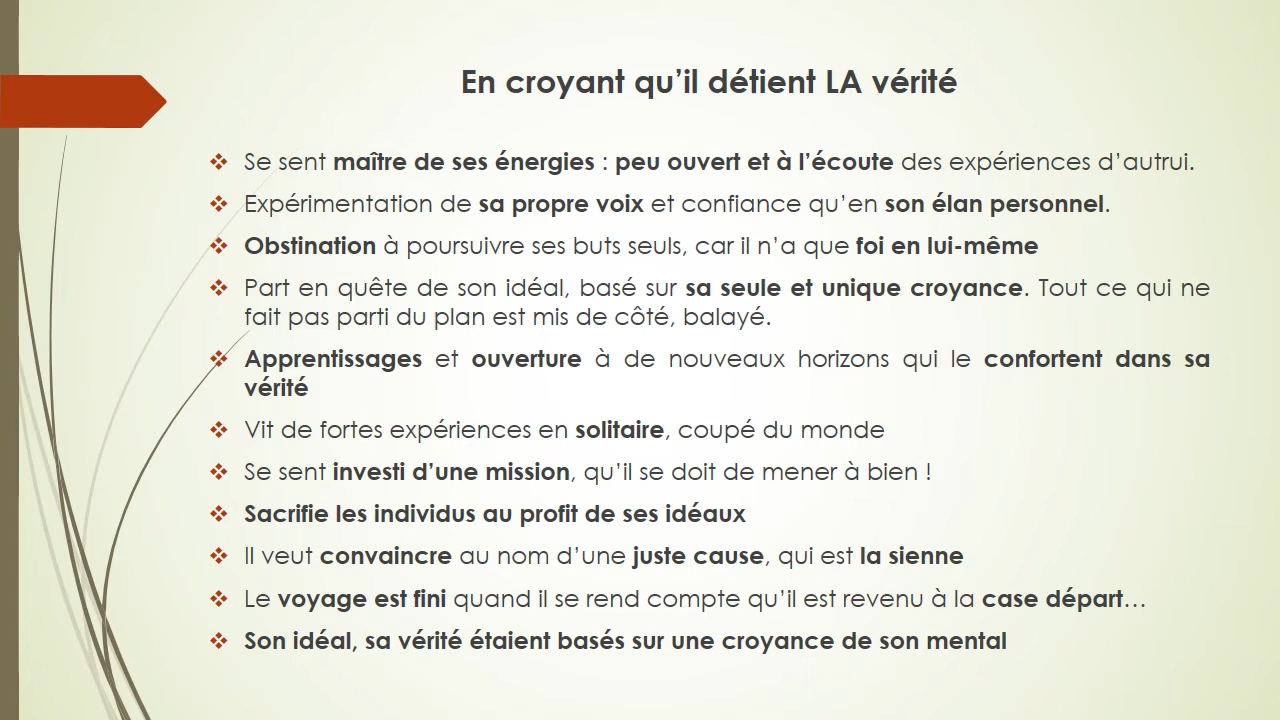 En croyant qu’il détient LA vérité
Se sent maître de ses énergies : peu ouvert et à l’écoute des expériences d’autrui.
Expérimentation de sa propre voix et confiance qu’en son élan personnel.
Obstination à poursuivre ses buts seuls, car il n’a que foi en lui-même
Part en quête de son idéal, basé sur sa seule et unique croyance. Tout ce qui ne
fait pas parti du plan est mis de côté, balayé.
Apprentissages et ouverture à de nouveaux horizons qui le confortent dans sa
vérité
Vit de fortes expériences en solitaire, coupé du monde
Se sent investi d’une mission, qu’il se doit de mener à bien !
Sacrifie les individus au profit de ses idéaux
Il veut convaincre au nom d’une juste cause, qui est la sienne
Le voyage est fini quand il se rend compte qu’il est revenu à la case départ…
Son idéal, sa vérité étaient basés sur une croyance de son mental